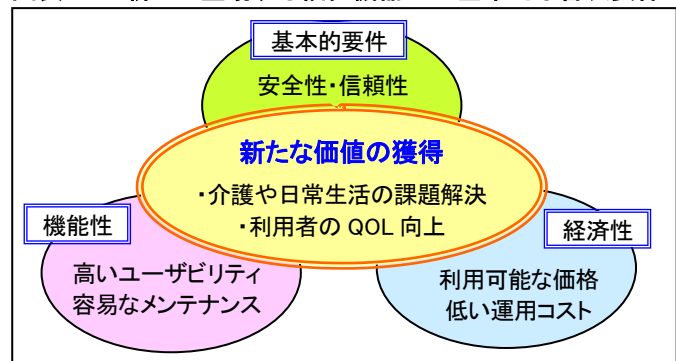 基本的要件
安全性・信頼性
新たな価値の獲得
・介護や日常生活の課題解決
・利用者の QOL 向上
機能性
高いユーザビリティ
容易なメンテナンス
経済性
利用可能な価格
低い運用コスト